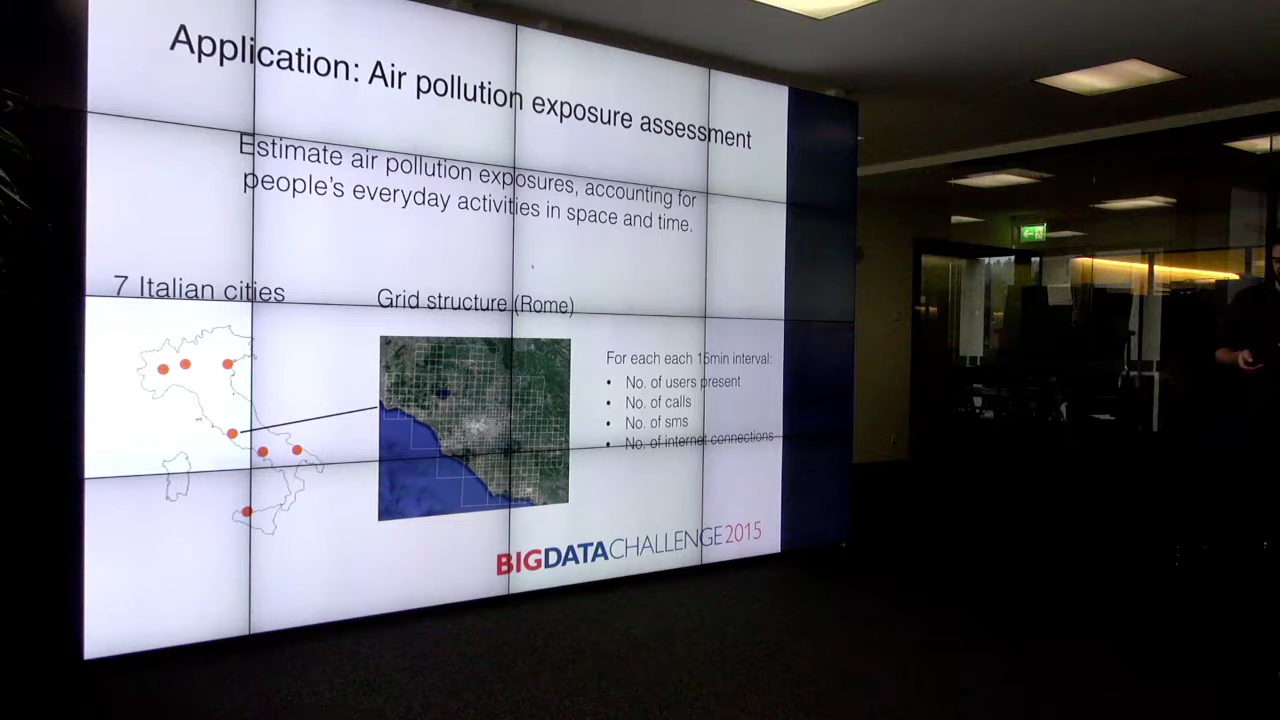 Application: Air pollution exposure assessment
Estimate air pollution exposures, accounting for
people's everyday activities in space and time.
7 Italian cities
Grid structure (Rome)
For each each 15min interval:
• No. of users present
• No. of calls
• No. of sms
• No. of internet connections
BIGDATACHALLENGE2015